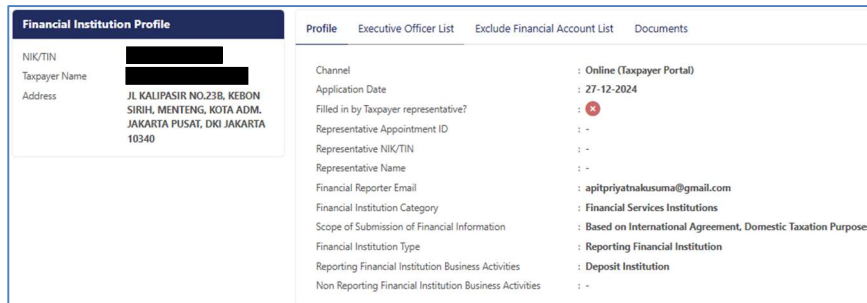 Financial Institution Profile
NIK/TIN
Taxpayer Name
Address
JL KALIPASIR NO.23B, KEBON
SIRIH, MENTENG, KOTA ADM.
JAKARTA PUSAT, DKI JAKARTA
10340
Profile Executive Officer List Exclude Financial Account List Documents
Channel : Online (Taxpayer Portal)
Application Date : 27-12-2024
Filled in by Taxpayer representative? :
Representative Appointment ID : -
Representative NIK/TIN : -
Representative Name : -
Financial Reporter Email : apitpriyatnakusuma@gmail.com
Financial Institution Category : Financial Services Institutions
Scope of Submission of Financial Information : Based on International Agreement, Domestic Taxation Purpose
Financial Institution Type : Reporting Financial Institution
Reporting Financial Institution Business Activities : Deposit Institution
Non Reporting Financial Institution Business Activities : -